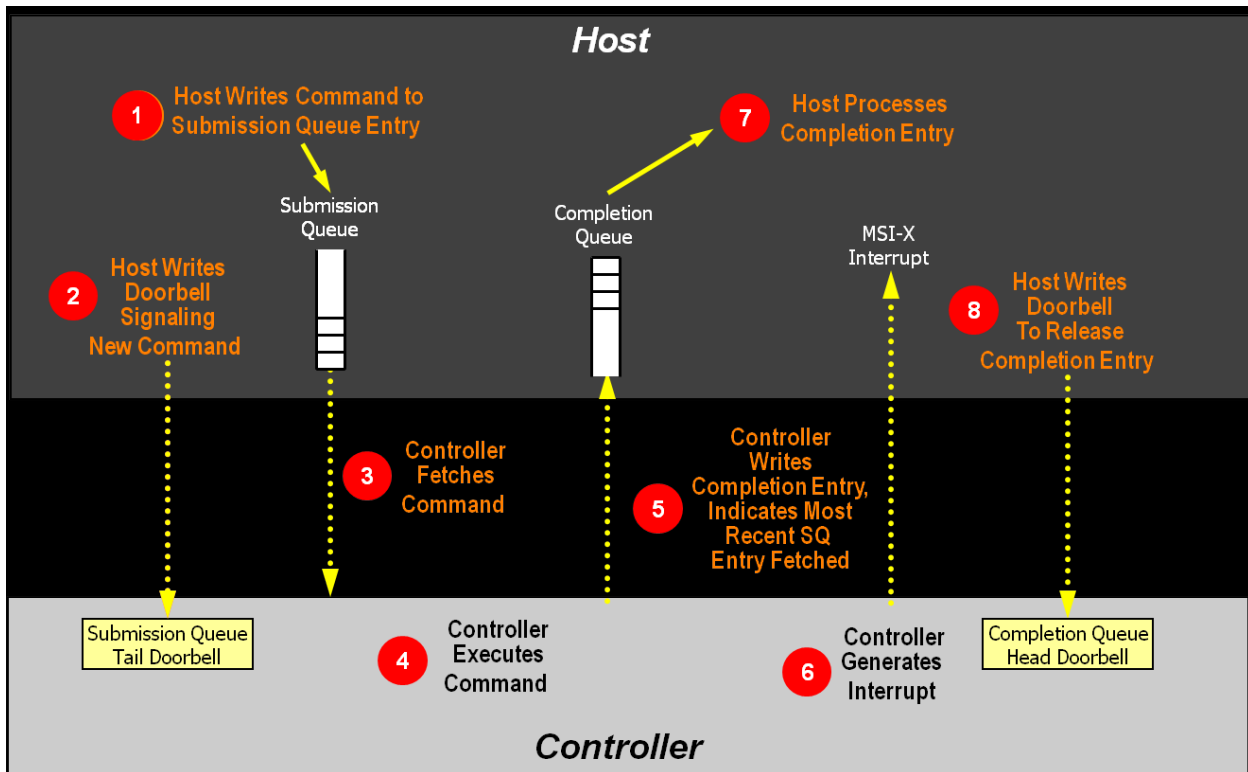 Host
1
Host Writes Command to
Submission Queue Entry
7
Host Processes
Completion Entry
Submission
Queue
Completion
Queue
MSI-X
Interrupt
2
Host Writes
Doorbell
Signaling
New Command
8
Host Writes
Doorbell
To Release
Completion Entry
3
Controller
Fetches
Command
5
Controller
Writes
Completion Entry,
Indicates Most
Recent SQ
Entry Fetched
Submission Queue
Tail Doorbell
4
Controller
Executes
Command
6
Controller
Generates
Interrupt
Completion Queue
Head Doorbell
Controller